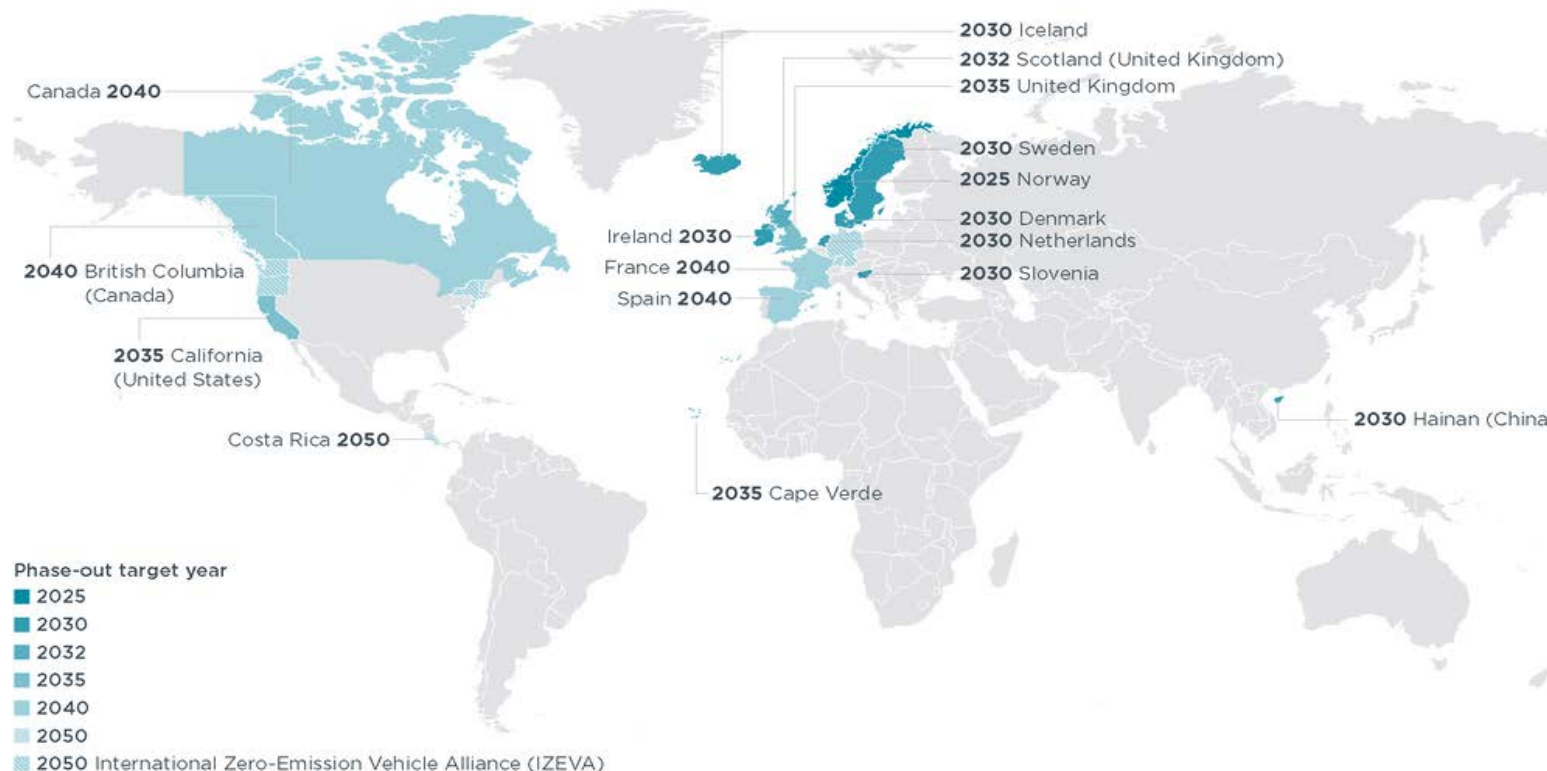 2030 Iceland
2032 Scotland (United Kingdom)
2035 United Kingdom
Canada 2040
2030 Sweden
2025 Norway
2030 Denmark
Ireland 2030
2030 Netherlands
France 2040
2030 Slovenia
Spain 2040
2040 British Columbia
(Canada)
2035 California
(United States)
Costa Rica 2050
2030 Hainan (China
2035 Cape Verde
Phase-out target year
2025
2030
2032
2035
2040
2050
2050 International Zero-Emission Vehicle Alliance (IZEVA)